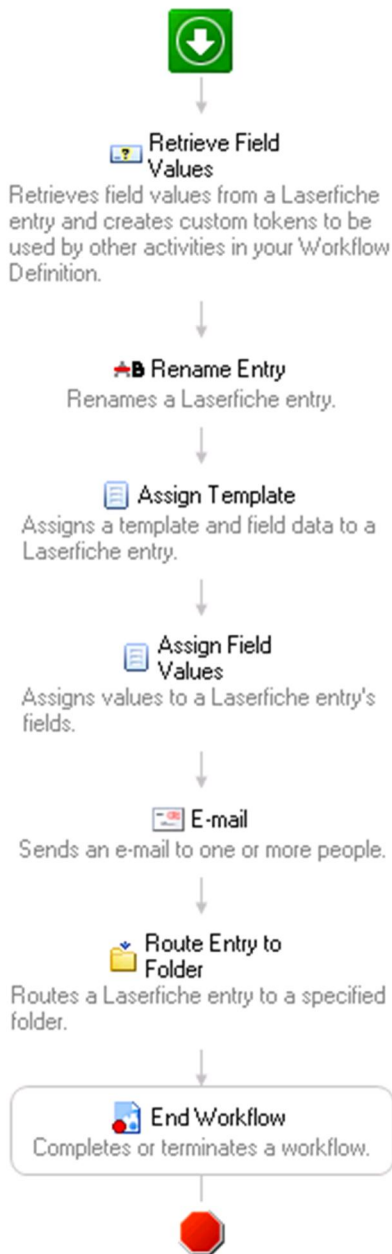 Retrieve Field
Values
Retrieves field values from a Laserfiche
entry and creates custom tokens to be
used by other activities in your Workflow
Definition.
AB Rename Entry
Renames a Laserfiche entry.
Assign Template
Assigns a template and field data to a
Laserfiche entry.
Assign Field
Values
Assigns values to a Laserfiche entry's
fields.
E-mail
Sends an e-mail to one or more people.
Route Entry to
Folder
Routes a Laserfiche entry to a specified
folder.
End Workflow
Completes or terminates a workflow.